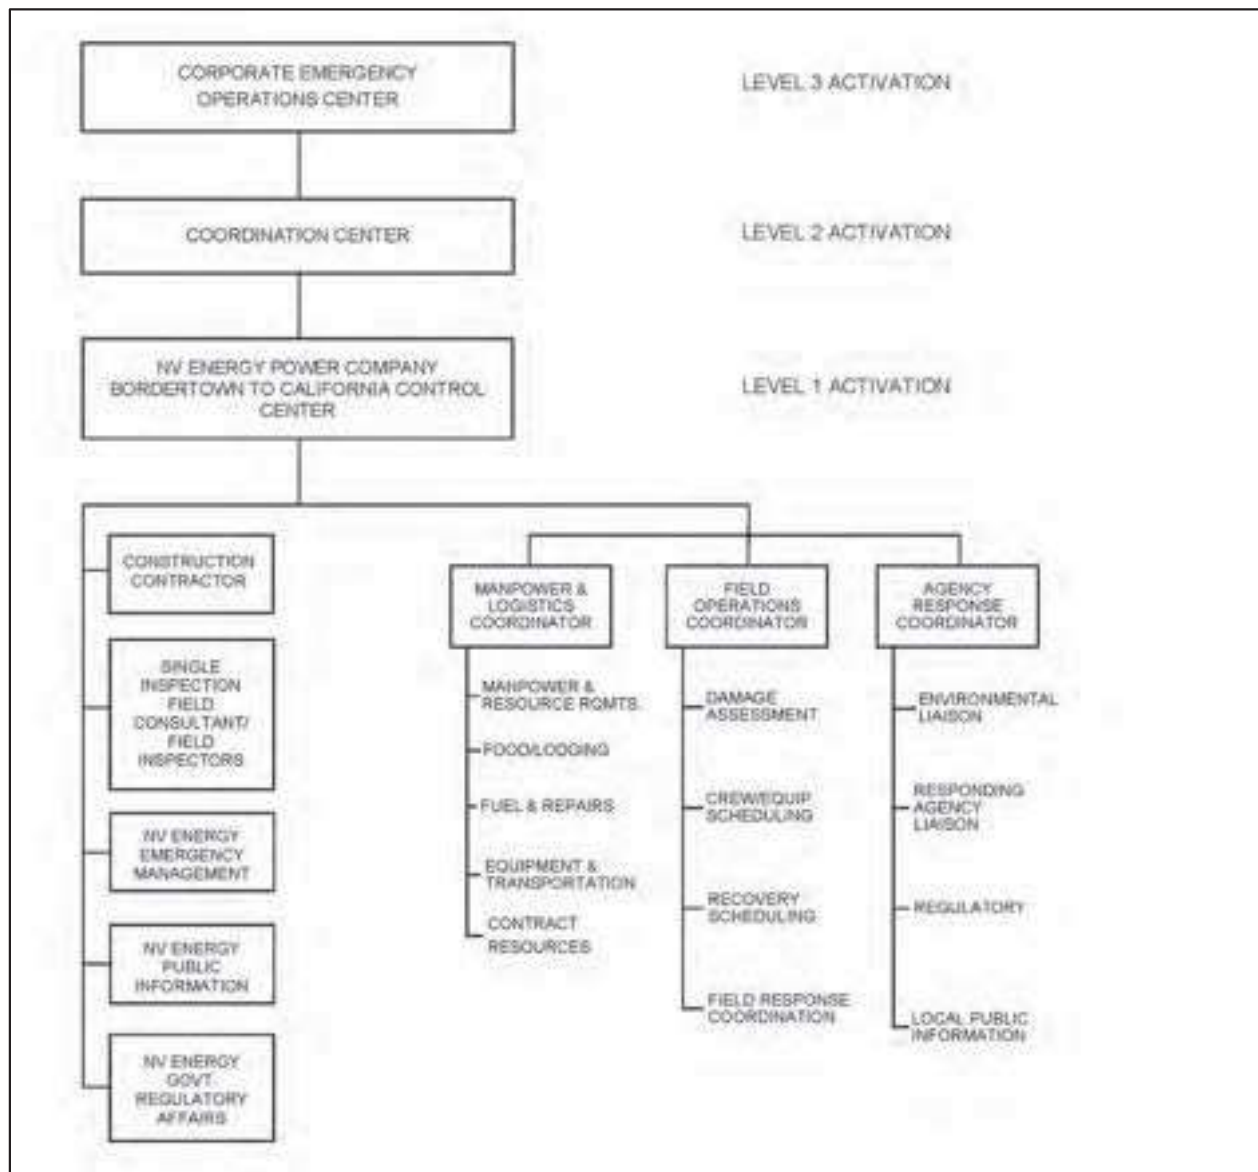 CORPORATE EMERGENCY
OPERATIONS CENTER
LEVEL 3 ACTIVATION
COORDINATION CENTER
LEVEL 2 ACTIVATION
NV ENERGY POWER COMPANY
BORDERTOWN TO CALIFORNIA CONTROL
CENTER
LEVEL 1 ACTIVATION
CONSTRUCTION
CONTRACTOR
SINGLE
INSPECTION
FIELD
CONSULTANT/
FIELD
INSPECTORS
NV ENERGY
EMERGENCY
MANAGEMENT
NV ENERGY
PUBLIC
INFORMATION
NV ENERGY
GOVT.
REGULATORY
AFFAIRS
MANPOWER &
LOGISTICS
COORDINATOR
MANPOWER &
RESOURCE RQMTS.
FOOD/LODGING
FUEL & REPAIRS
EQUIPMENT &
TRANSPORTATION
CONTRACT
RESOURCES
FIELD
OPERATIONS
COORDINATOR
DAMAGE
ASSESSMENT
CREW/EQUIP
SCHEDULING
RECOVERY
SCHEDULING
FIELD RESPONSE
COORDINATION
AGENCY
RESPONSE
COORDINATOR
ENVIRONMENTAL
LIAISON
RESPONDING
AGENCY
LIAISON
REGULATORY
LOCAL PUBLIC
INFORMATION